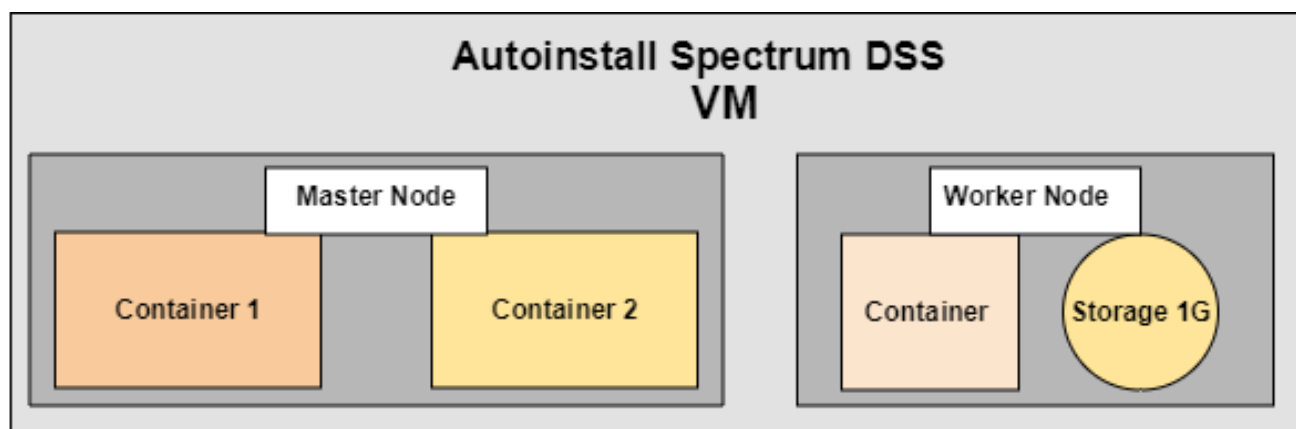 Autoinstall Spectrum DSS
VM
Master Node
Worker Node
Container 1
Container 2
Container
Storage 1G